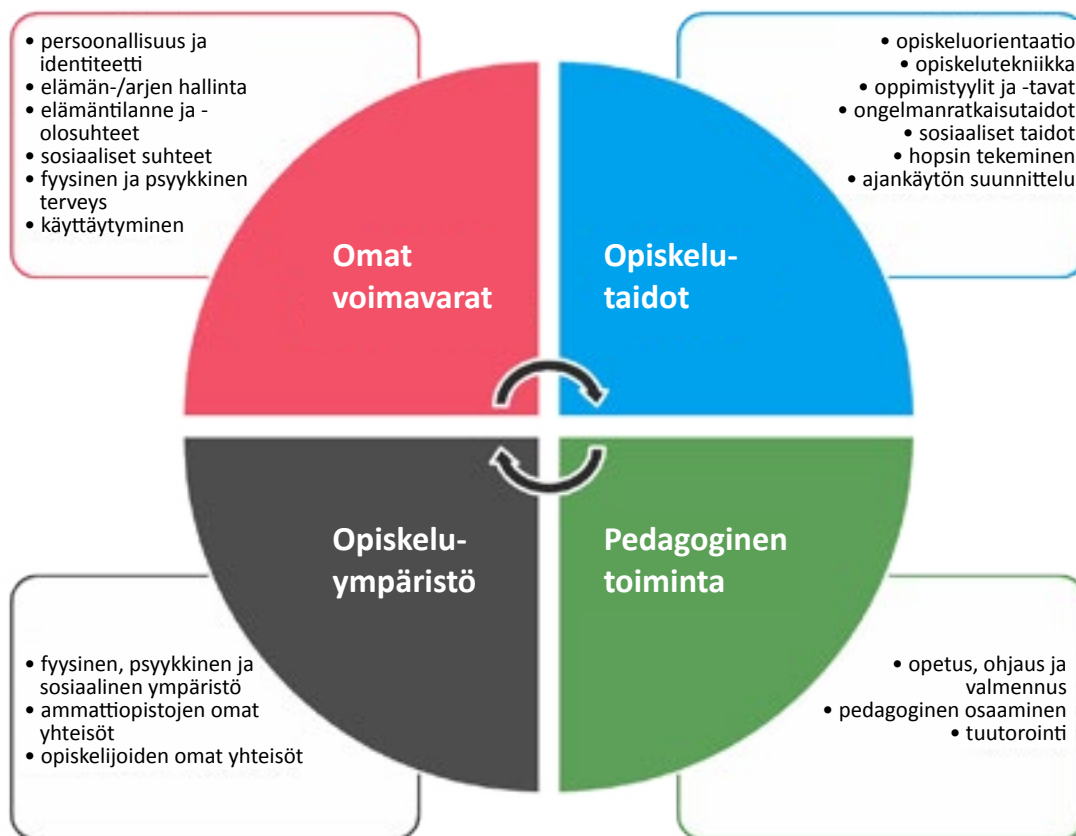 • persoonallisuus ja
identiteetti
• elämän-/arjen hallinta
• elämäntilanne ja -
olosuhteet
• sosiaaliset suhteet
• fyysinen ja psyykkinen
terveys
• käyttäytyminen
• opiskeluorientaatio
• opiskelutekniikka
• oppimistyylit ja -tavat
• ongelmanratkaisutaidot
• sosiaaliset taidot
• hopsin tekeminen
• ajankäytön suunnittelu
Omat
voimavarat
Opiskelu-
taidot
Opiskelu-
ympäristö
Pedagoginen
toiminta
• fyysinen, psyykkinen ja
sosiaalinen ympäristö
• ammattiopistojen omat
yhteisöt
• opiskelijoiden omat yhteisöt
• opetus, ohjaus ja
valmennus
• pedagoginen osaaminen
• tuutorointi